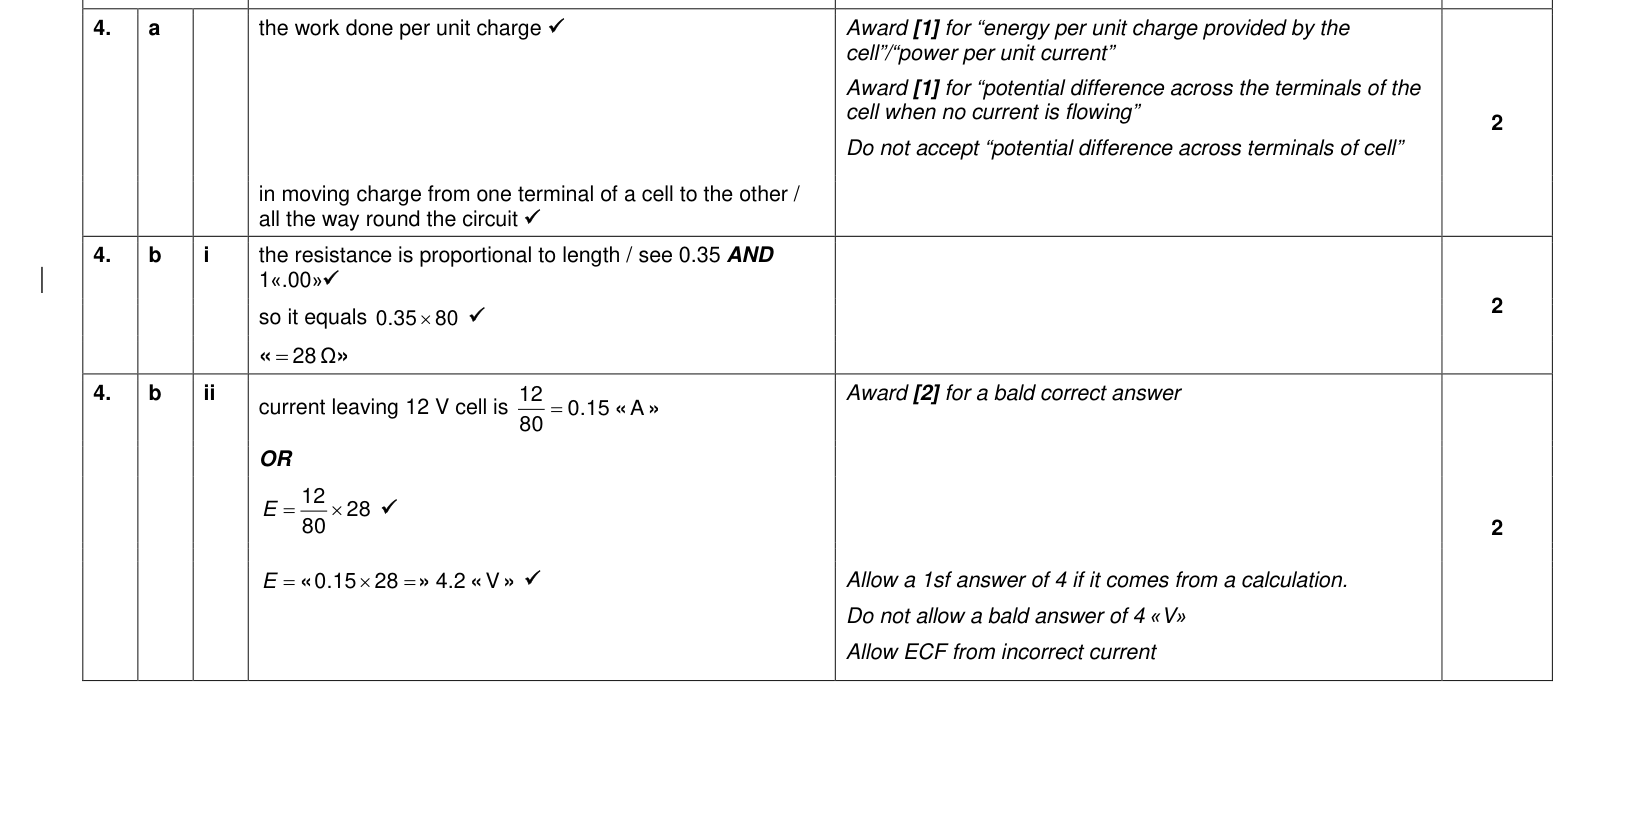 4. a the work done per unit charge ✓ Award [1] for “energy per unit charge provided by the
cell”/“power per unit current”
Award [1] for “potential difference across the terminals of the
cell when no current is flowing”
2
Do not accept “potential difference across terminals of cell”
in moving charge from one terminal of a cell to the other /
all the way round the circuit ✓
4. b i the resistance is proportional to length / see 0.35 AND
1«.00»✓
2
so it equals 0.35 × 80 ✓
« = 28 Ω»
4. b ii current leaving 12 V cell is 12/80 = 0.15 « A » Award [2] for a bald correct answer
OR
E = 12/80 × 28 ✓
2
E = « 0.15 × 28 = » 4.2 « V » ✓ Allow a 1sf answer of 4 if it comes from a calculation.
Do not allow a bald answer of 4 «V»
Allow ECF from incorrect current